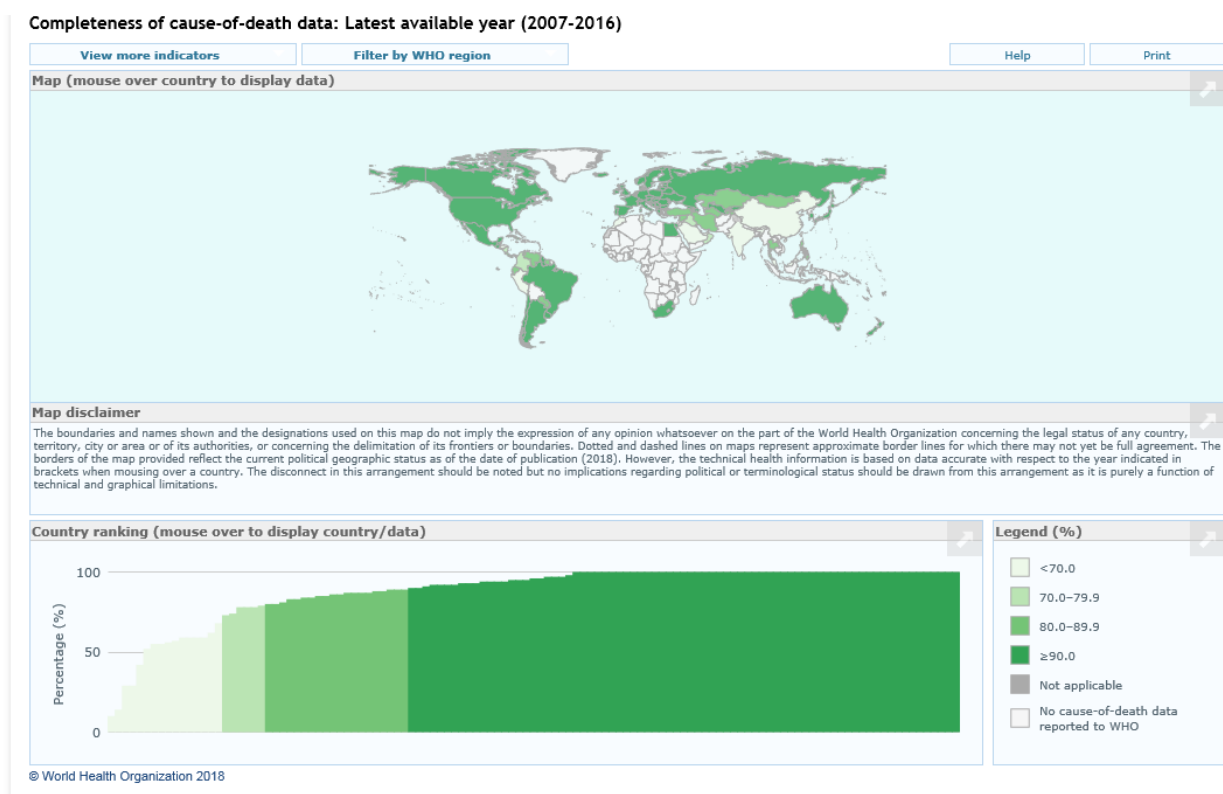 Completeness of cause-of-death data: Latest available year (2007-2016)
View more indicators
Filter by WHO region
Help
Print
Map (mouse over country to display data)
Map disclaimer
The boundaries and names shown and the designations used on this map do not imply the expression of any opinion whatsoever on the part of the World Health Organization concerning the legal status of any country,
territory, city or area or of its authorities, or concerning the delimitation of its frontiers or boundaries. Dotted and dashed lines on maps represent approximate border lines for which there may not yet be full agreement. The
borders of the map provided reflect the current political geographic status as of the date of publication (2018). However, the technical health information is based on data accurate with respect to the year indicated in
brackets when mousing over a country. The disconnect in this arrangement should be noted but no implications regarding political or terminological status should be drawn from this arrangement as it is purely a function of
technical and graphical limitations.
Country ranking (mouse over to display country/data)
Percentage (%)
100
50
0
Legend (%)
<70.0
70.0–79.9
80.0–89.9
≥90.0
Not applicable
No cause-of-death data
reported to WHO
© World Health Organization 2018